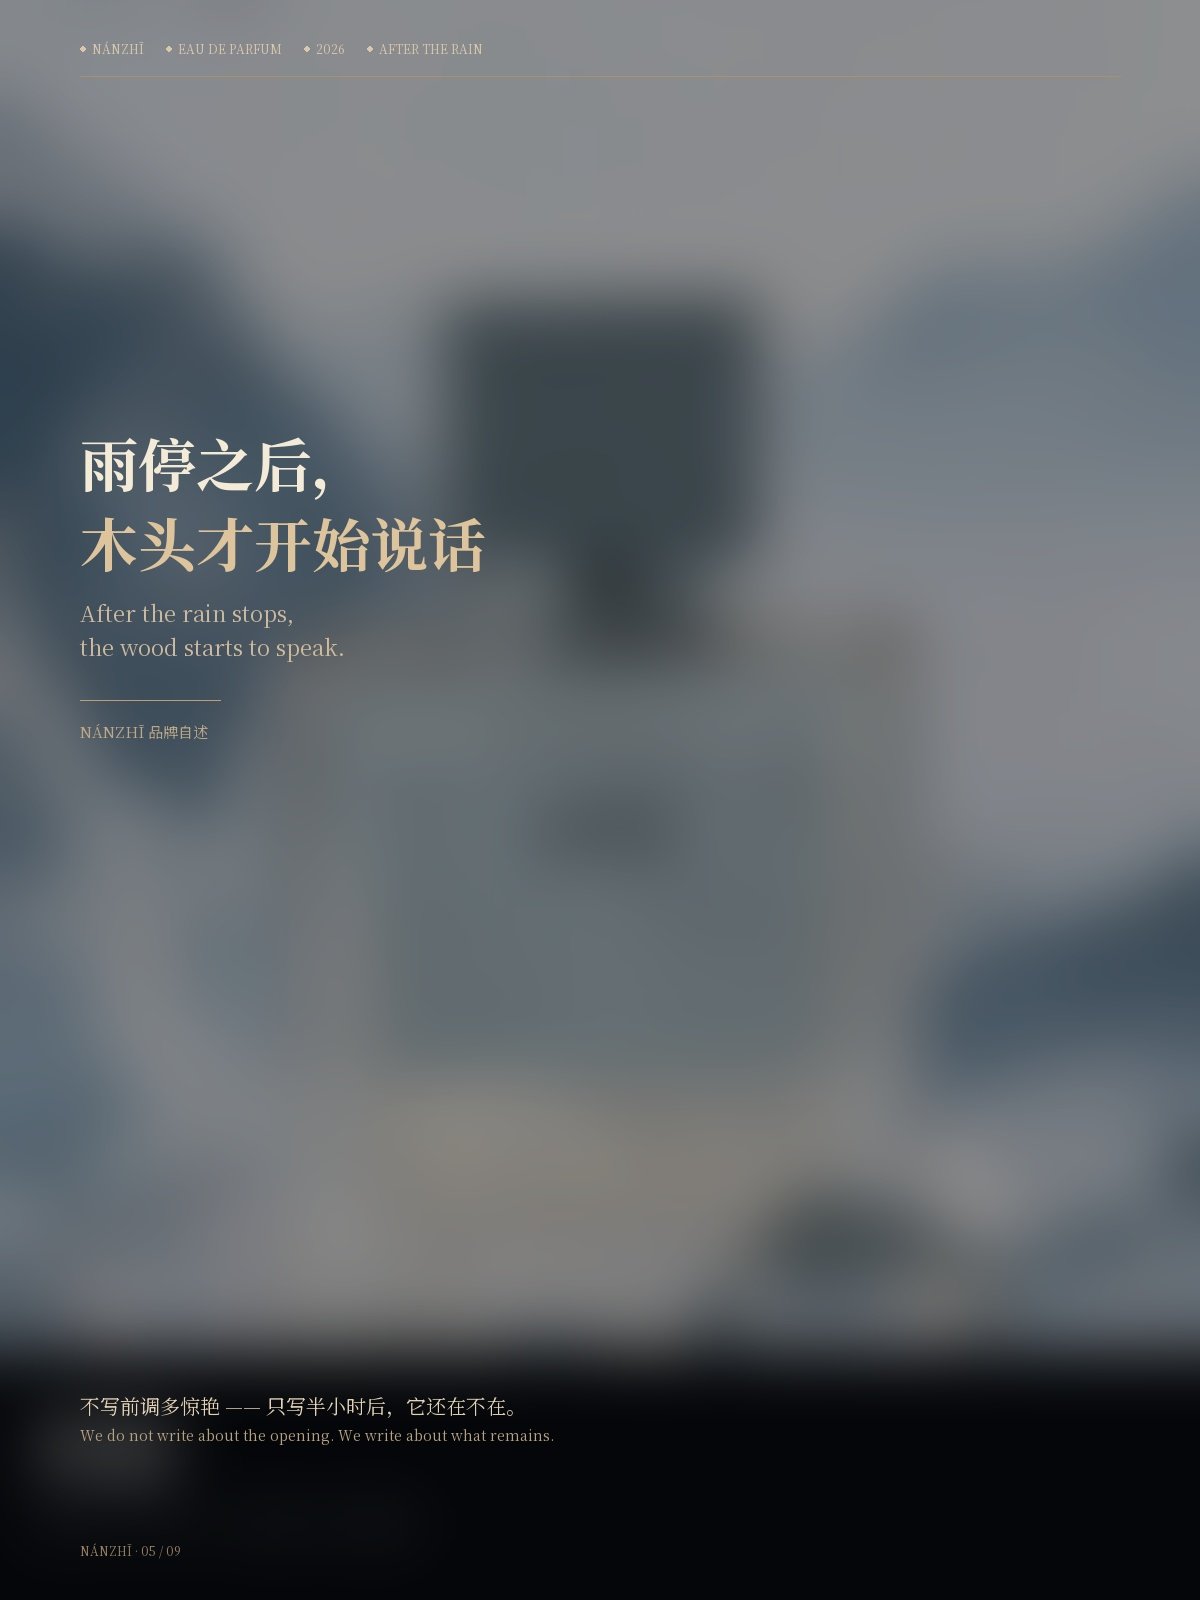 NÁNZHĪ EAU DE PARFUM 2026 AFTER THE RAIN
雨停之后，
木头才开始说话
After the rain stops,
the wood starts to speak.
NÁNZHĪ 品牌自述
不写前调多惊艳 —— 只写半小时后，它还在不在。
We do not write about the opening. We write about what remains.
NÁNZHĪ · 05 / 09